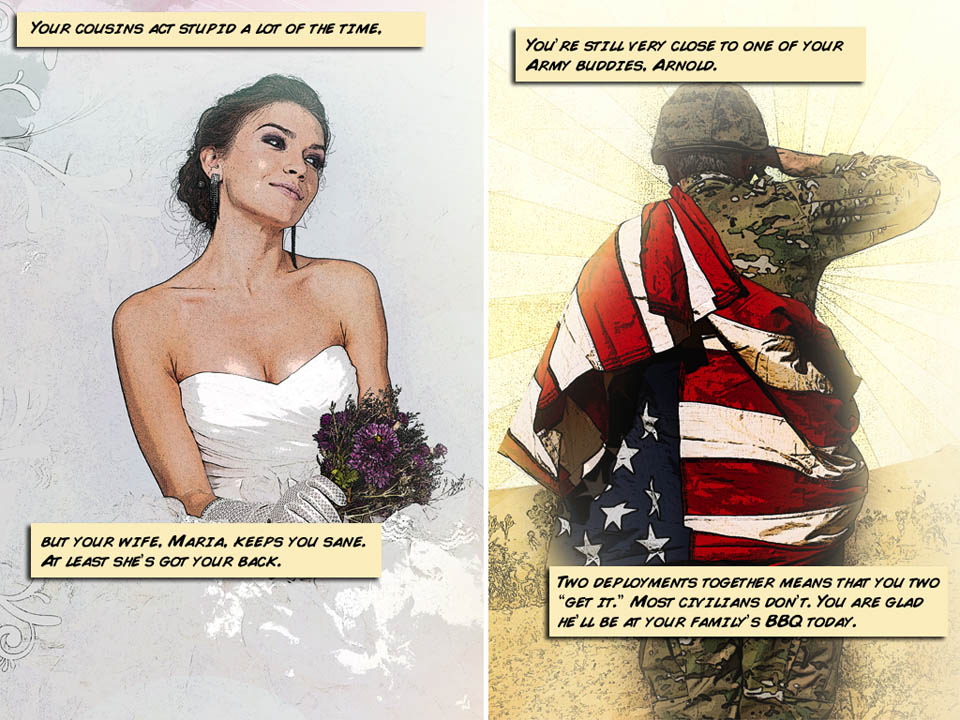 Your cousins act stupid a lot of the time,
but your wife, Maria, keeps you sane.
At least she's got your back.
You're still very close to one of your
Army buddies, Arnold.
Two deployments together means that you two
“get it.” Most civilians don't. You are glad
he'll be at your family's BBQ today.